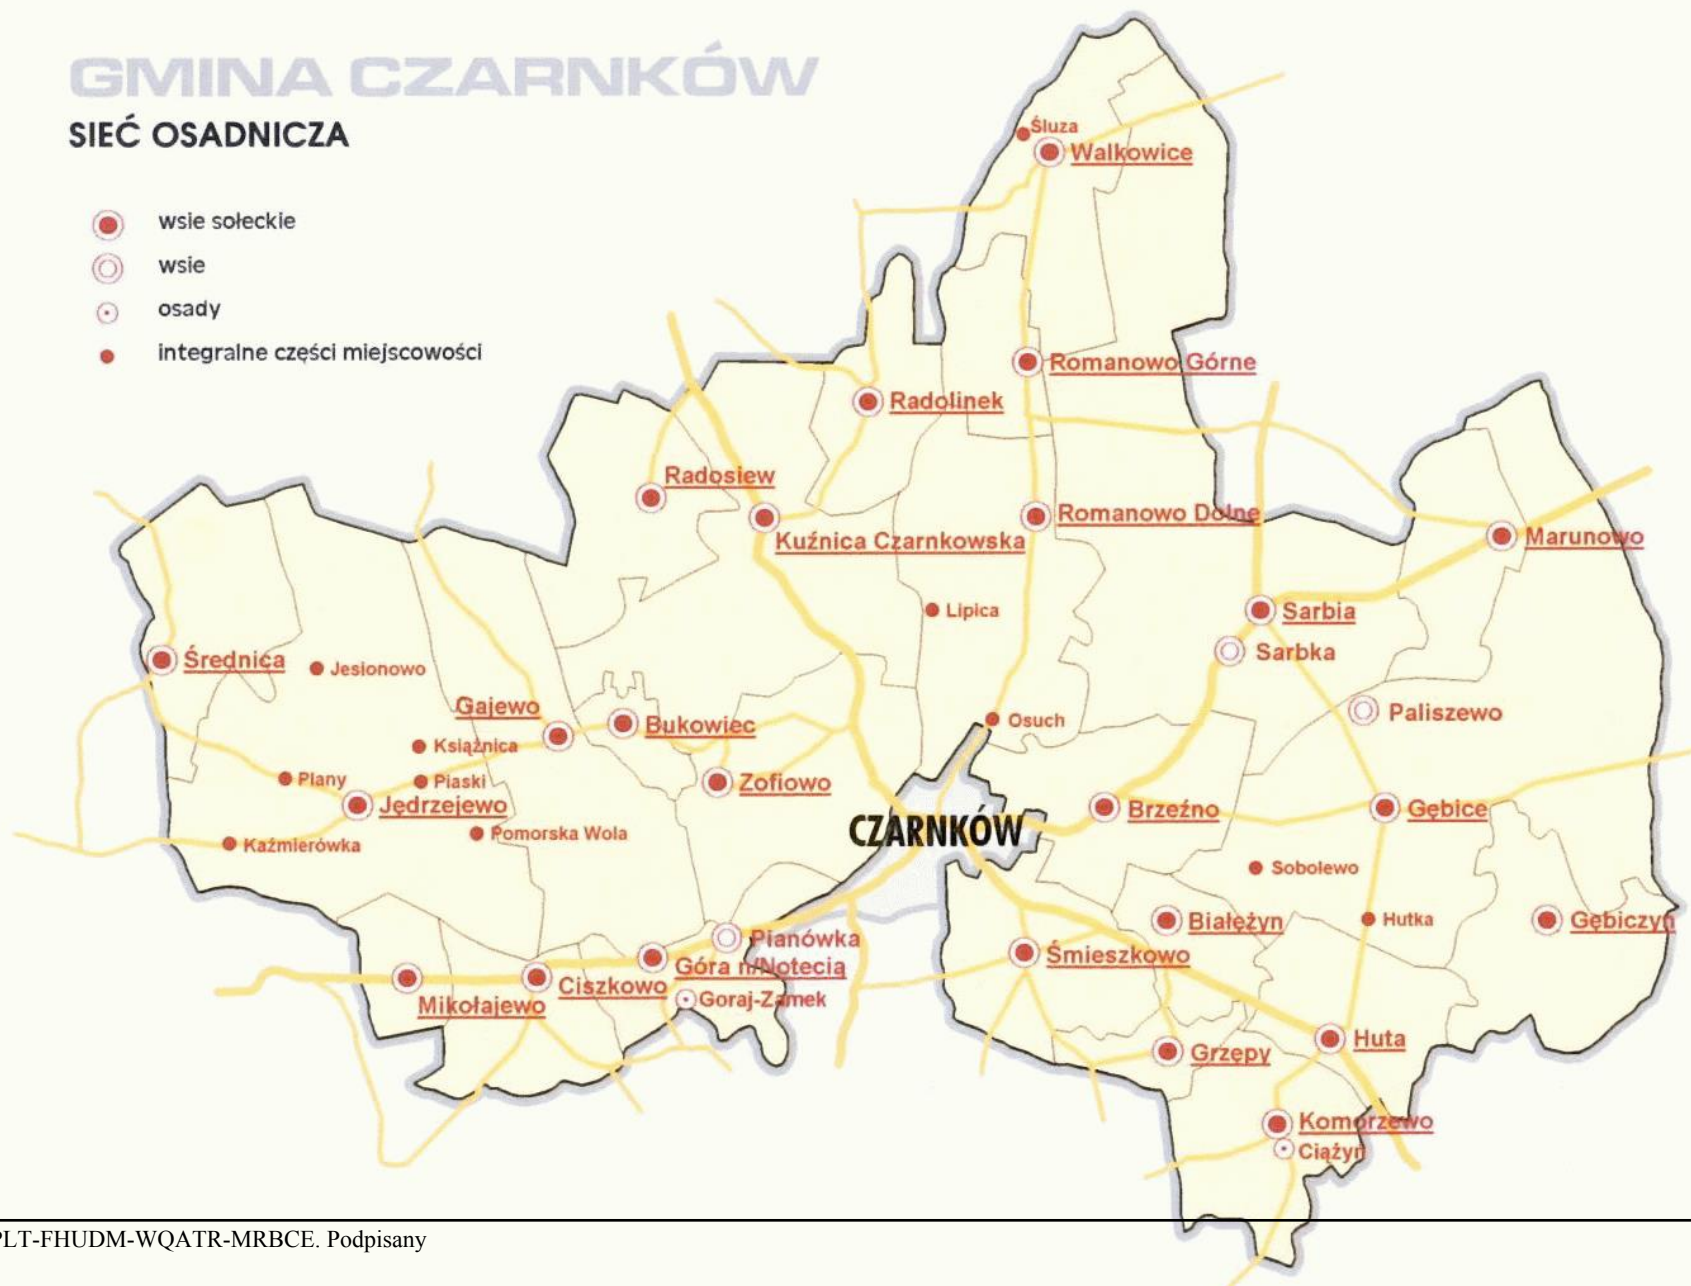 GMINA CZARNKÓW
SIEĆ OSADNICZA
wsie sołeckie
wsie
osady
integralne części miejscowości
Śluza
Walkowice
Romanowo Górne
Radolinek
Radosiew
Romanowo Dolne
Kuźnica Czarnkowska
Marunowo
Lipica
Sarbia
Sarbka
Średnica
Jesionowo
Gajewo
Bukowiec
Osuch
Paliszewo
Książnica
Plany
Piaski
Zofiowo
Jędrzejewo
Brzeźno
Gębice
CZARNKÓW
Pomorska Wola
Kaźmierówka
Sobolewo
Białężyn
Hutka
Gębiczyn
Pianówka
Śmieszkowo
Góra n/Notecią
Ciszkowo
Mikołajewo
Goraj-Zamek
Huta
Grzępy
Komorzewo
Ciążyń
PLT-FHUDM-WQATR-MRBCE. Podpisany